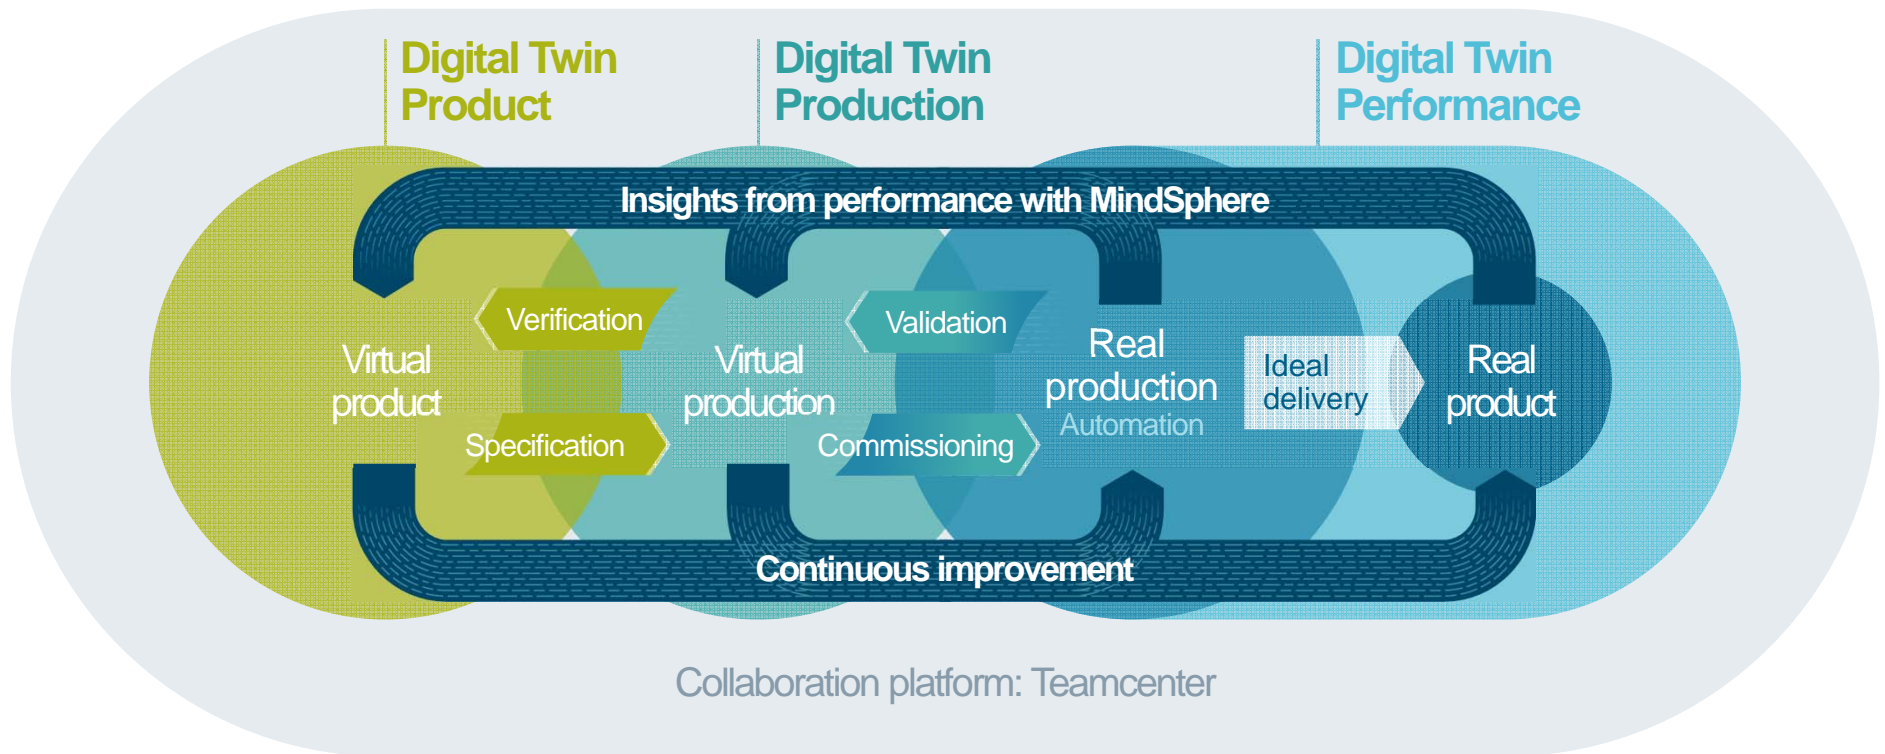 Digital Twin
Product
Digital Twin
Production
Digital Twin
Performance
Insights from performance with MindSphere
Verification
Validation
Virtual
product
Virtual
production
Real
production
Automation
Ideal
delivery
Real
product
Specification
Commissioning
Continuous improvement
Collaboration platform: Teamcenter